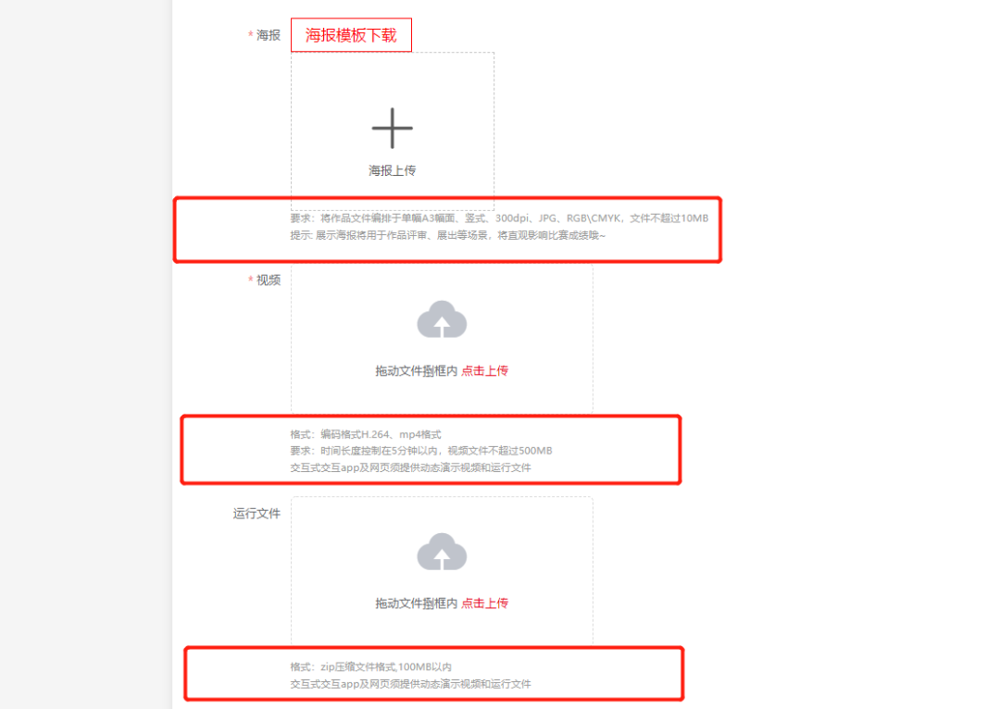 * 海报 海报模板下载
海报上传
要求：将作品文件编排于单幅A3幅面、竖式、300dpi、JPG、RGB\CMYK，文件不超过10MB
提示: 展示海报将用于作品评审、展出等场景，将直观影响比赛成绩哦~
* 视频
拖动文件捯框内 点击上传
格式：编码格式H.264、mp4格式
要求：时间长度控制在5分钟以内，视频文件不超过500MB
交互式交互app及网页须提供动态演示视频和运行文件
运行文件
拖动文件捯框内 点击上传
格式：zip压缩文件格式,100MB以内
交互式交互app及网页须提供动态演示视频和运行文件